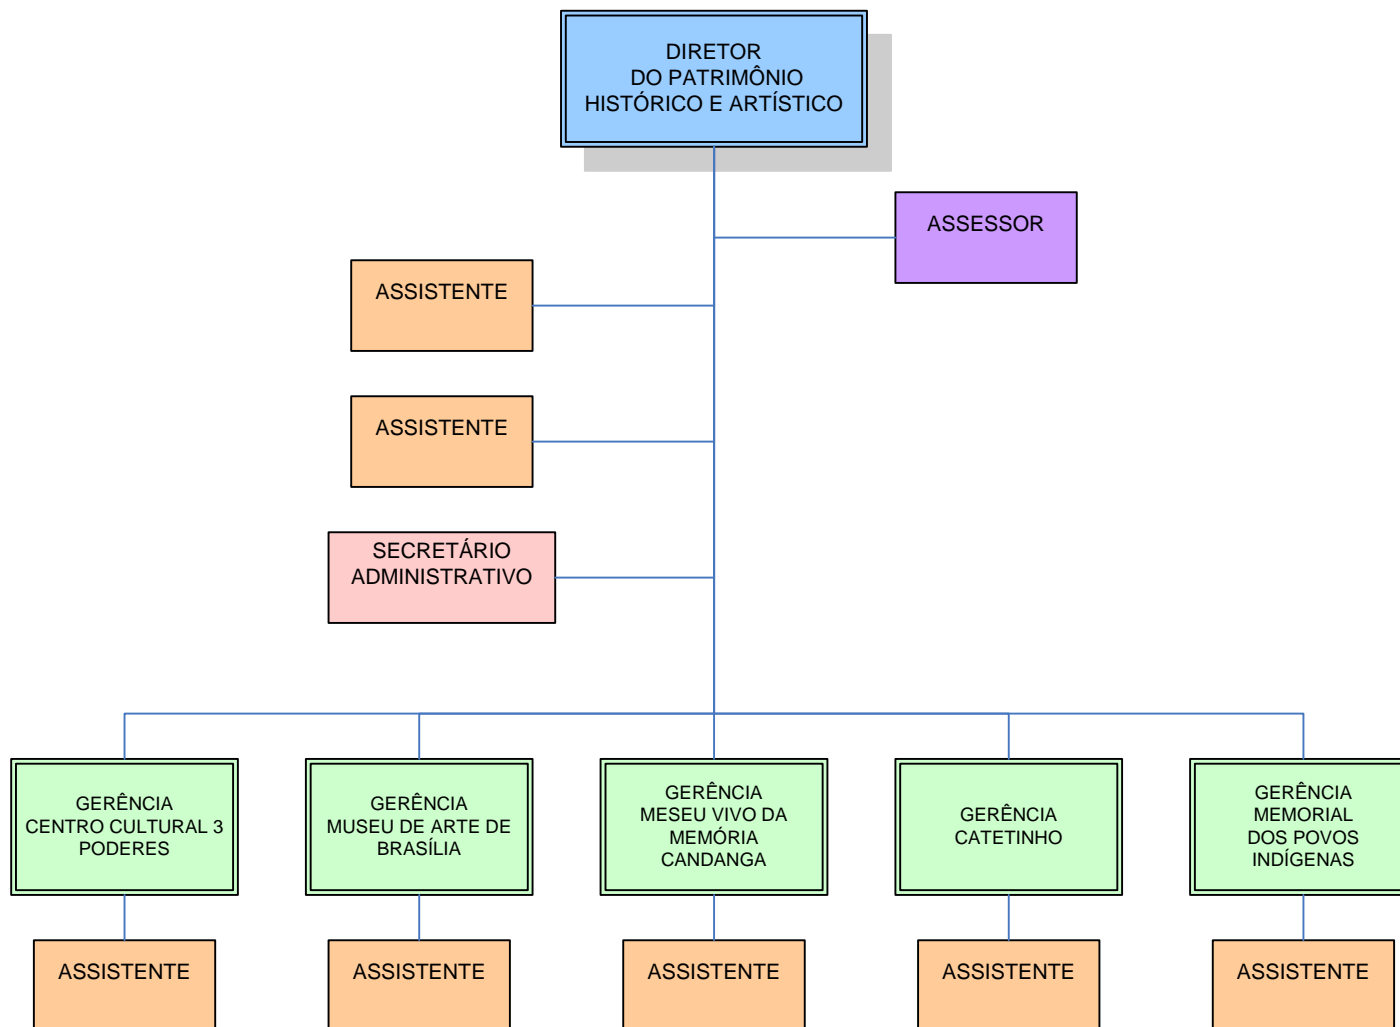 DIRETOR
DO PATRIMÔNIO
HISTÓRICO E ARTÍSTICO
ASSESSOR
ASSISTENTE
ASSISTENTE
SECRETÁRIO
ADMINISTRATIVO
GERÊNCIA
CENTRO CULTURAL 3
PODERES
GERÊNCIA
MUSEU DE ARTE DE
BRASÍLIA
GERÊNCIA
MESEU VIVO DA
MEMÓRIA
CANDANGA
GERÊNCIA
CATETINHO
GERÊNCIA
MEMORIAL
DOS POVOS
INDÍGENAS
ASSISTENTE
ASSISTENTE
ASSISTENTE
ASSISTENTE
ASSISTENTE